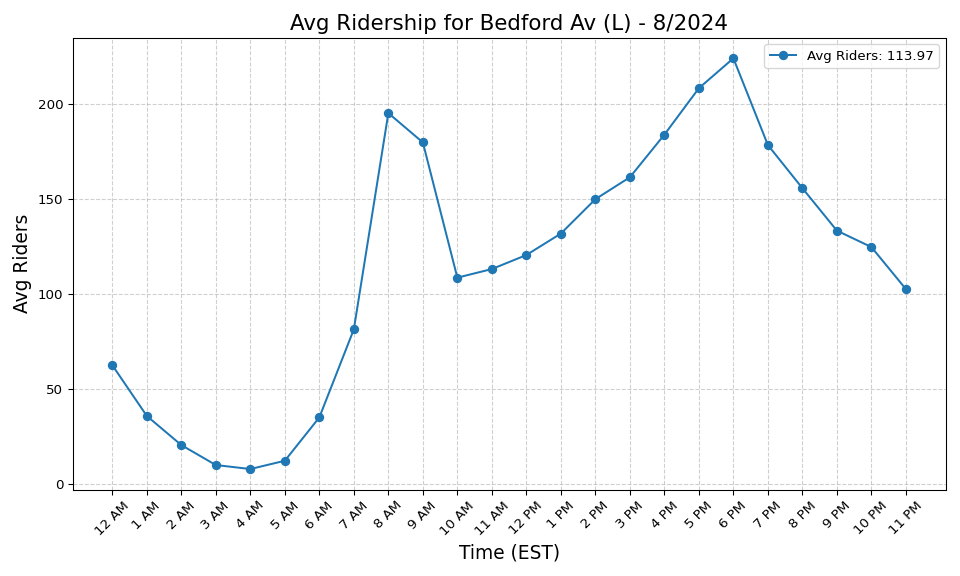 Avg Ridership for Bedford Av (L) - 8/2024
Avg Riders: 113.97
200
150
100
50
0
Avg Riders
12 AM
1 AM
2 AM
3 AM
4 AM
5 AM
6 AM
7 AM
8 AM
9 AM
10 AM
11 AM
12 PM
1 PM
2 PM
3 PM
4 PM
5 PM
6 PM
7 PM
8 PM
9 PM
10 PM
11 PM
Time (EST)